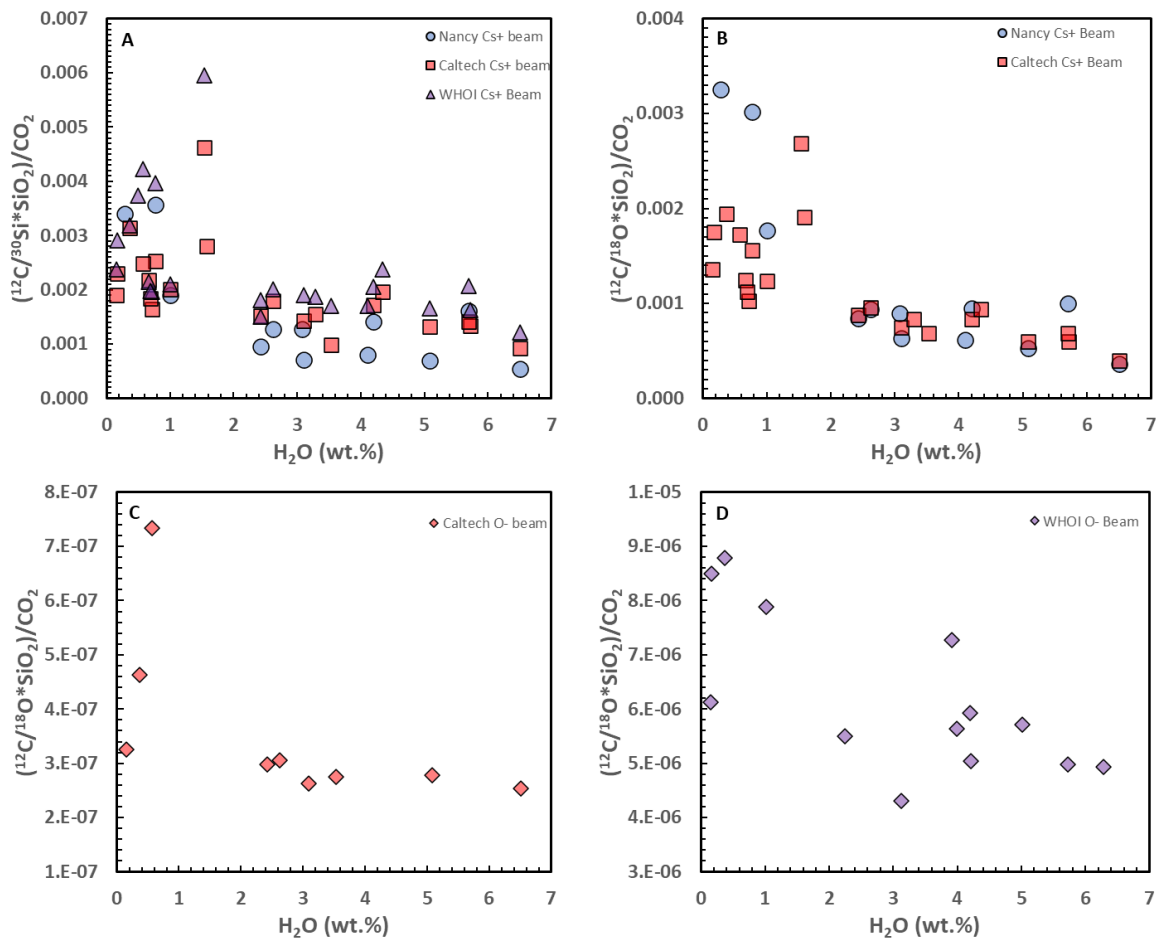 A
Nancy Cs+ beam
Caltech Cs+ beam
WHOI Cs+ Beam
0.007
0.006
0.005
0.004
0.003
0.002
0.001
0.000
(¹²C/³⁰Si*SiO₂)/CO₂
0 1 2 3 4 5 6 7
H₂O (wt.%)
B
Nancy Cs+ Beam
Caltech Cs+ Beam
0.004
0.003
0.002
0.001
0.000
(¹²C/¹⁸O*SiO₂)/CO₂
0 1 2 3 4 5 6 7
H₂O (wt.%)
C
Caltech O- beam
8.E-07
7.E-07
6.E-07
5.E-07
4.E-07
3.E-07
2.E-07
1.E-07
(¹²C/¹⁸O*SiO₂)/CO₂
0 1 2 3 4 5 6 7
H₂O (wt.%)
D
WHOI O- Beam
1.E-05
9.E-06
8.E-06
7.E-06
6.E-06
5.E-06
4.E-06
3.E-06
(¹²C/¹⁸O*SiO₂)/CO₂
0 1 2 3 4 5 6 7
H₂O (wt.%)